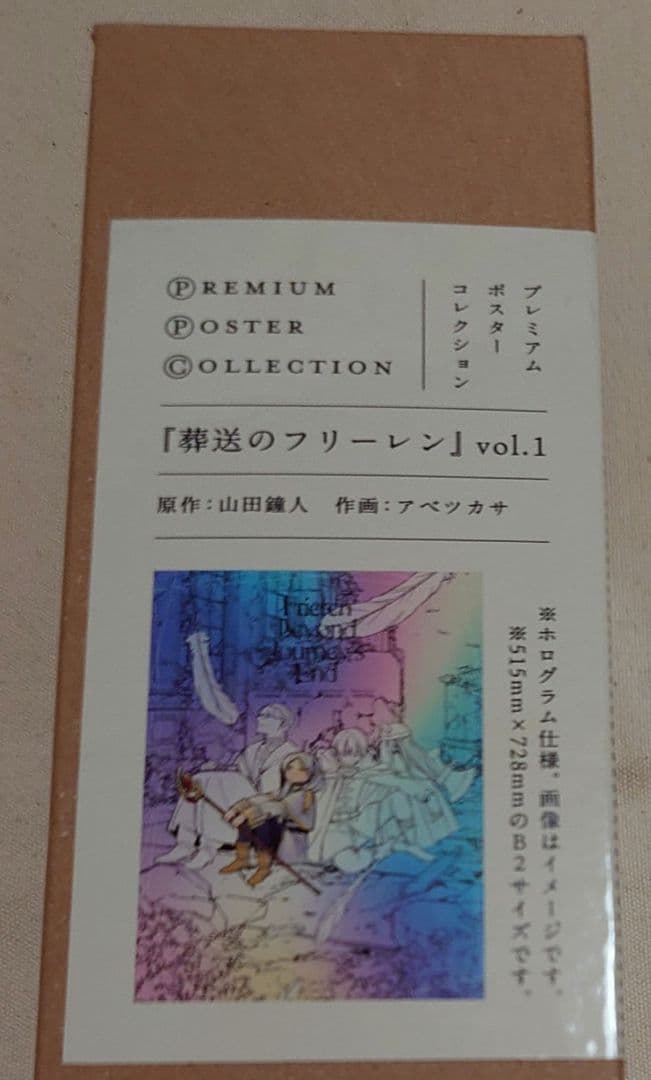 PREMIUM
POSTER
COLLECTION
プレミアム
ポスター
コレクション
『葬送のフリーレン』vol.1
原作：山田鐘人　作画：アベツカサ
Frieren
Beyond
Journey's
End
※ホログラム仕様。画像はイメージです。
※515mm×728mmのB2サイズです。